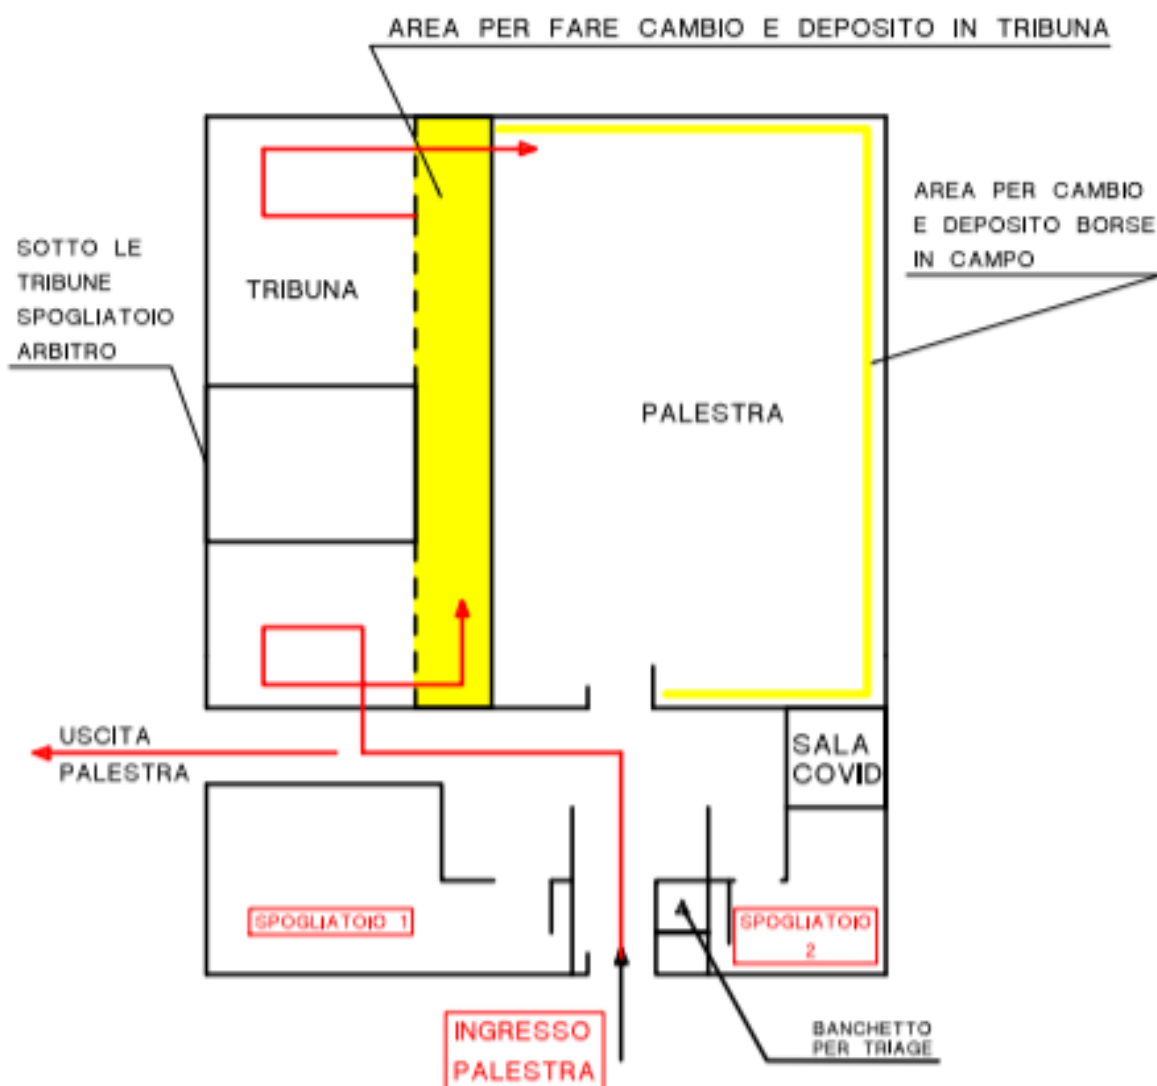 AREA PER FARE CAMBIO E DEPOSITO IN TRIBUNA
AREA PER CAMBIO
E DEPOSITO BORSE
IN CAMPO
SOTTO LE
TRIBUNE
SPOGLIATOIO
ARBITRO
TRIBUNA
PALESTRA
USCITA
PALESTRA
SALA
COVID
SPOGLIATOIO 1
SPOGLIATOIO
2
INGRESSO
PALESTRA
BANCHETTO
PER TRIAGE